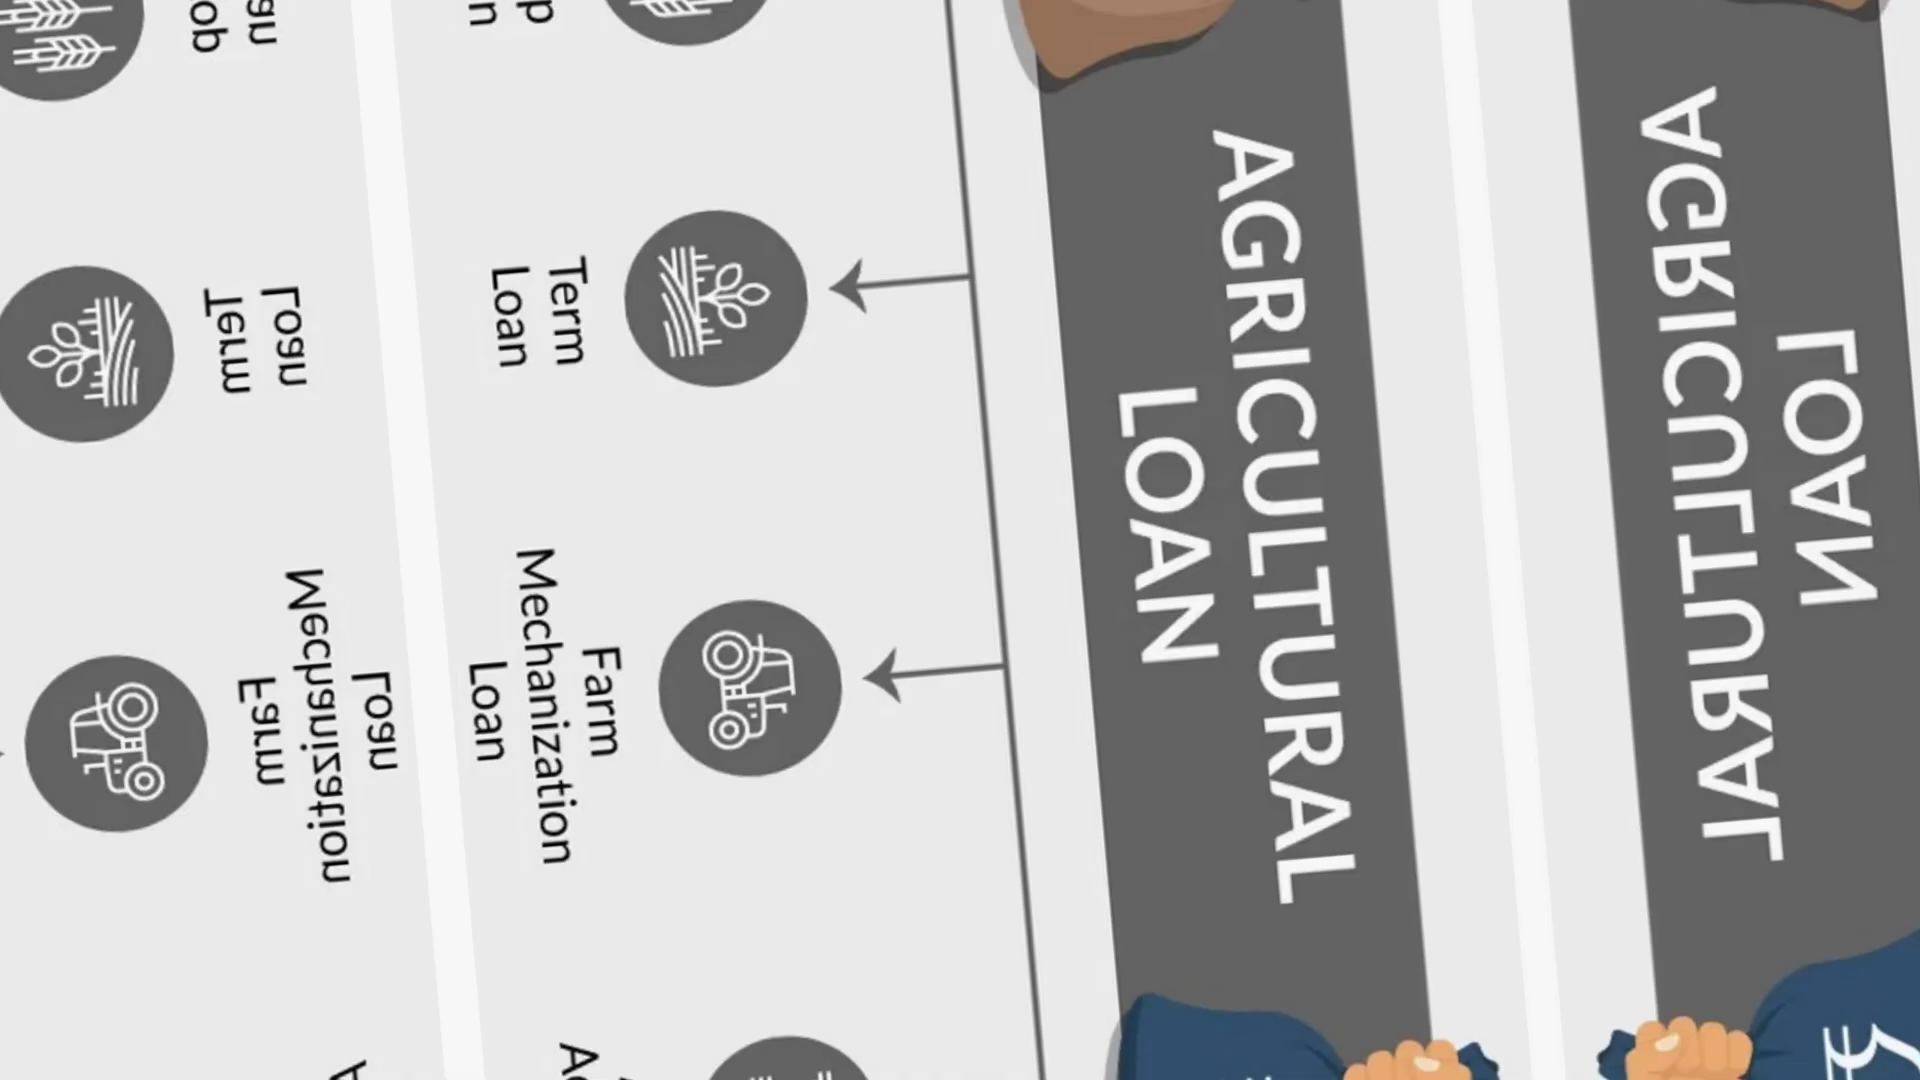 AGRICULTURAL
LOAN
Term
Loan
Farm
Mechanization
Loan
AGRICULTURAL
LOAN
Term
Loan
Farm
Mechanization
Loan